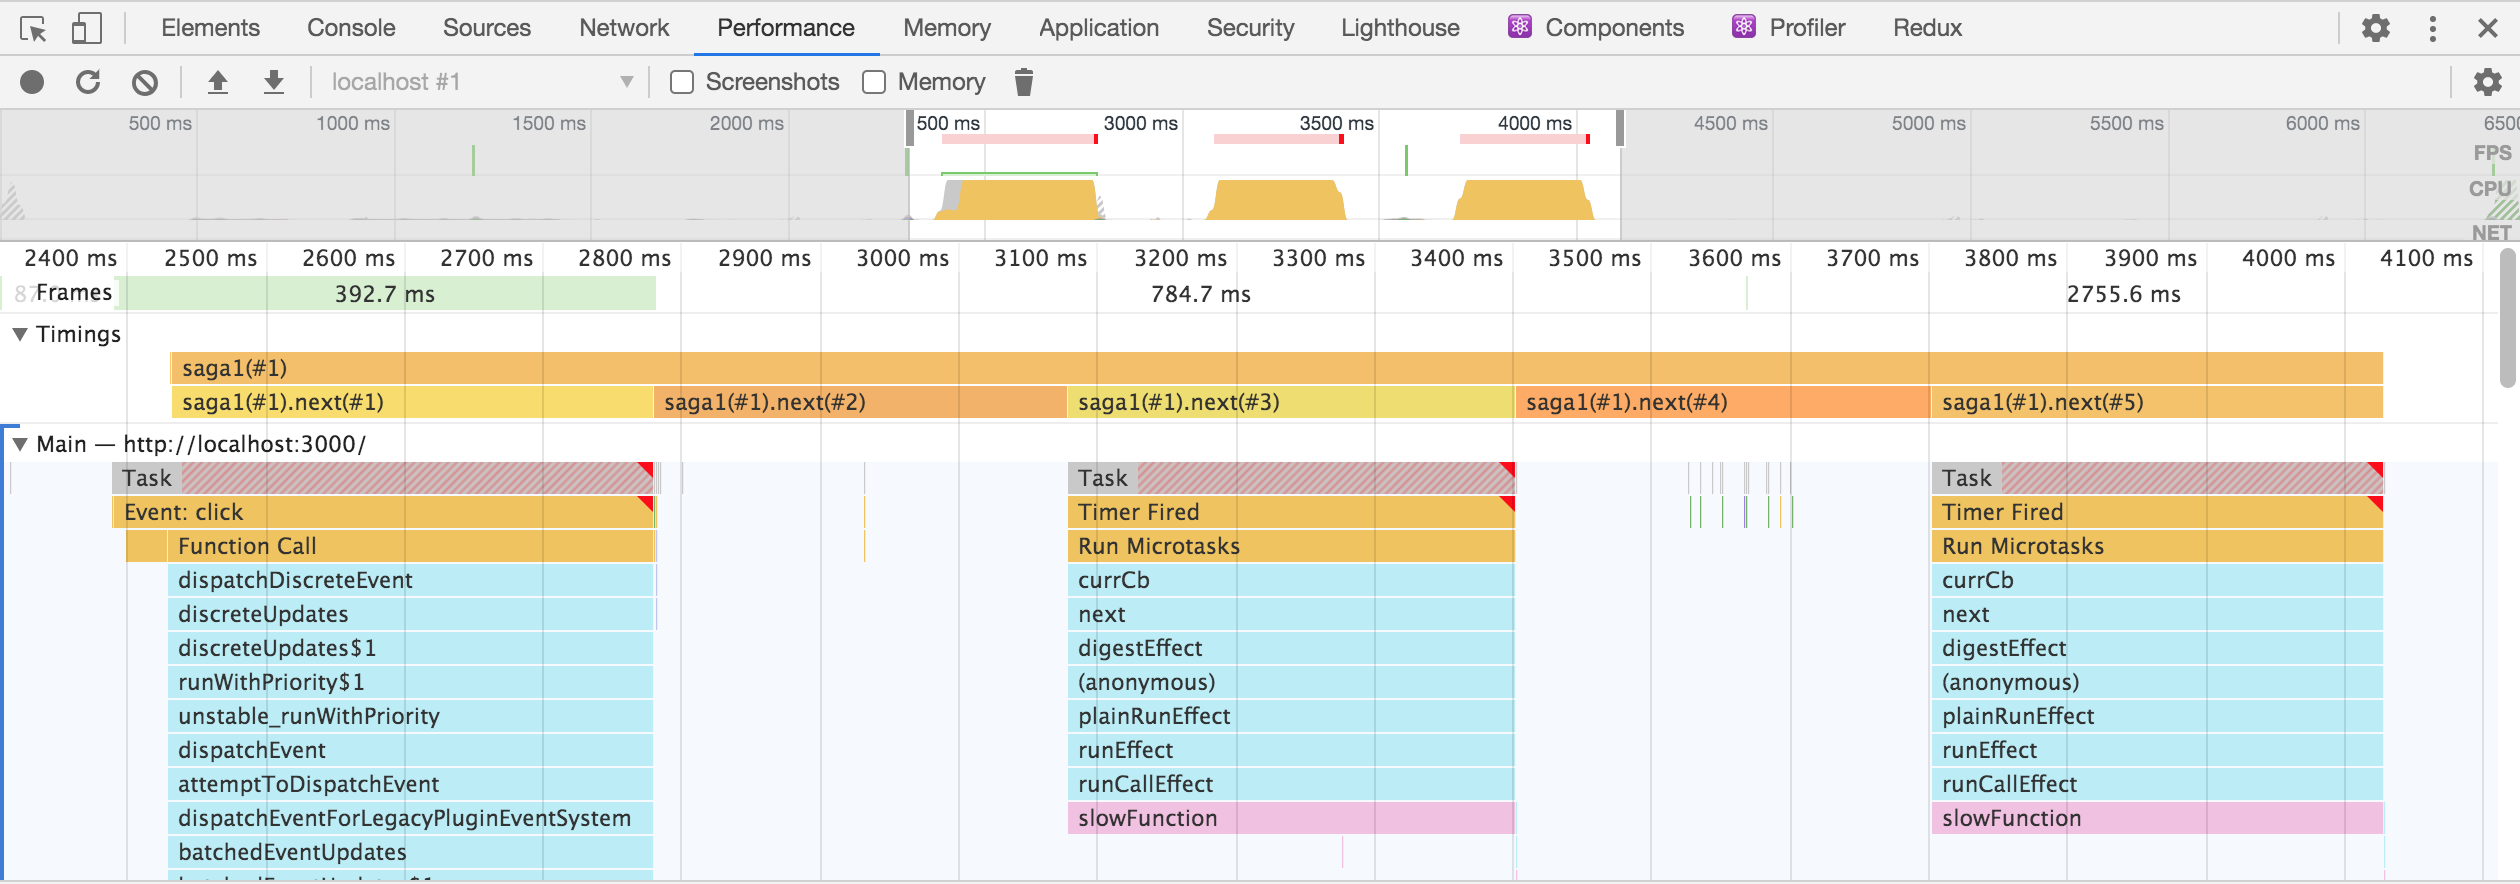 Elements Console Sources Network Performance Memory Application Security Lighthouse Components Profiler Redux
localhost #1 Screenshots Memory
500 ms 1000 ms 1500 ms 2000 ms 500 ms 3000 ms 3500 ms 4000 ms 4500 ms 5000 ms 5500 ms 6000 ms 6500
FPS
CPU
NET
2400 ms 2500 ms 2600 ms 2700 ms 2800 ms 2900 ms 3000 ms 3100 ms 3200 ms 3300 ms 3400 ms 3500 ms 3600 ms 3700 ms 3800 ms 3900 ms 4000 ms 4100 ms
Frames 392.7 ms 784.7 ms 2755.6 ms
Timings
saga1(#1)
saga1(#1).next(#1) saga1(#1).next(#2) saga1(#1).next(#3) saga1(#1).next(#4) saga1(#1).next(#5)
Main — http://localhost:3000/
Task Task Task
Event: click Timer Fired Timer Fired
Function Call Run Microtasks Run Microtasks
dispatchDiscreteEvent currCb currCb
discreteUpdates next next
discreteUpdates$1 digestEffect digestEffect
runWithPriority$1 (anonymous) (anonymous)
unstable_runWithPriority plainRunEffect plainRunEffect
dispatchEvent runEffect runEffect
attemptToDispatchEvent runCallEffect runCallEffect
dispatchEventForLegacyPluginEventSystem slowFunction slowFunction
batchedEventUpdates